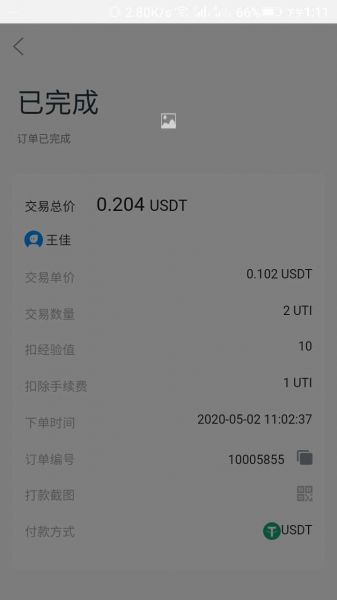 2.80K/s 66% 下午1:11
已完成
订单已完成
交易总价 0.204 USDT
王佳
交易单价 0.102 USDT
交易数量 2 UTI
扣经验值 10
扣除手续费 1 UTI
下单时间 2020-05-02 11:02:37
订单编号 10005855
打款截图
付款方式 USDT